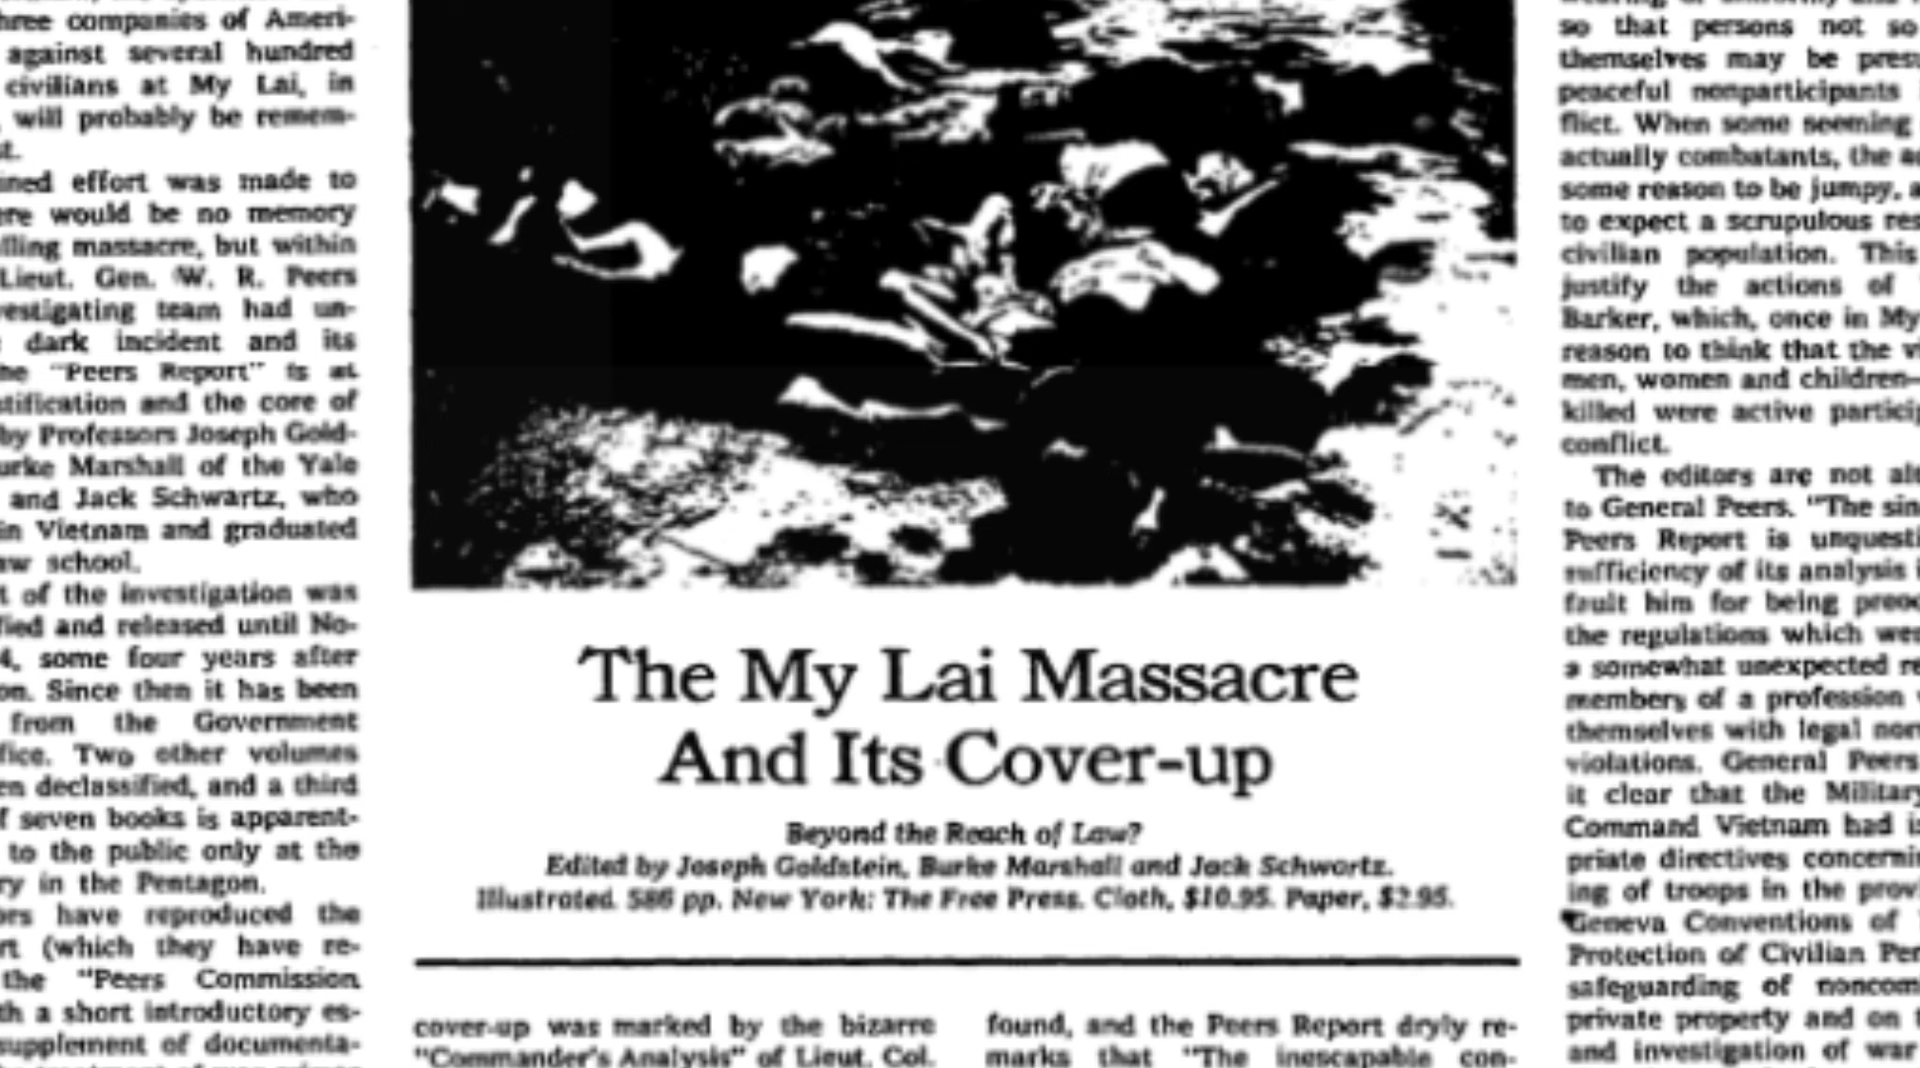 hree companies of Ameri-
against several hundred
civilians at My Lai, in
will probably be remem-
st.
ined effort was made to
ere would be no memory
lling massacre, but within
Lieut. Gen. W. R. Peers
vestigating team had un-
dark incident and its
he "Peers Report" is at
stification and the core of
by Professors Joseph Gold-
urke Marshall of the Yale
and Jack Schwartz, who
in Vietnam and graduated
aw school.
t of the investigation was
fied and released until No-
4, some four years after
on. Since then it has been
from the Government
fice. Two other volumes
en declassified, and a third
f seven books is apparent-
to the public only at the
ry in the Pentagon.
ors have reproduced the
rt (which they have re-
the "Peers Commission
th a short introductory es-
supplement of documenta-
The My Lai Massacre
And Its Cover-up
Beyond the Reach of Law?
Edited by Joseph Goldstein, Burke Marshall and Jack Schwartz.
Illustrated. 586 pp. New York: The Free Press. Cloth, $10.95. Paper, $2.95.
cover-up was marked by the bizarre
"Commander's Analysis" of Lieut. Col.
found, and the Peers Report dryly re-
marks that "The inescapable con-
so that persons not so
themselves may be presu
peaceful nonparticipants
flict. When some seeming
actually combatants, the a
some reason to be jumpy, a
to expect a scrupulous res
civilian population. This
justify the actions of
Barker, which, once in My
reason to think that the vi
men, women and children—
killed were active particip
conflict.
The editors are not alt
to General Peers. "The sin
Peers Report is unquesti
sufficiency of its analysis i
fault him for being preoc
the regulations which wer
a somewhat unexpected re
members of a profession
themselves with legal nor
violations. General Peers
it clear that the Military
Command Vietnam had is
priate directives concernin
ing of troops in the provi
Geneva Conventions of
Protection of Civilian Per
safeguarding of noncom
private property and on t
and investigation of war